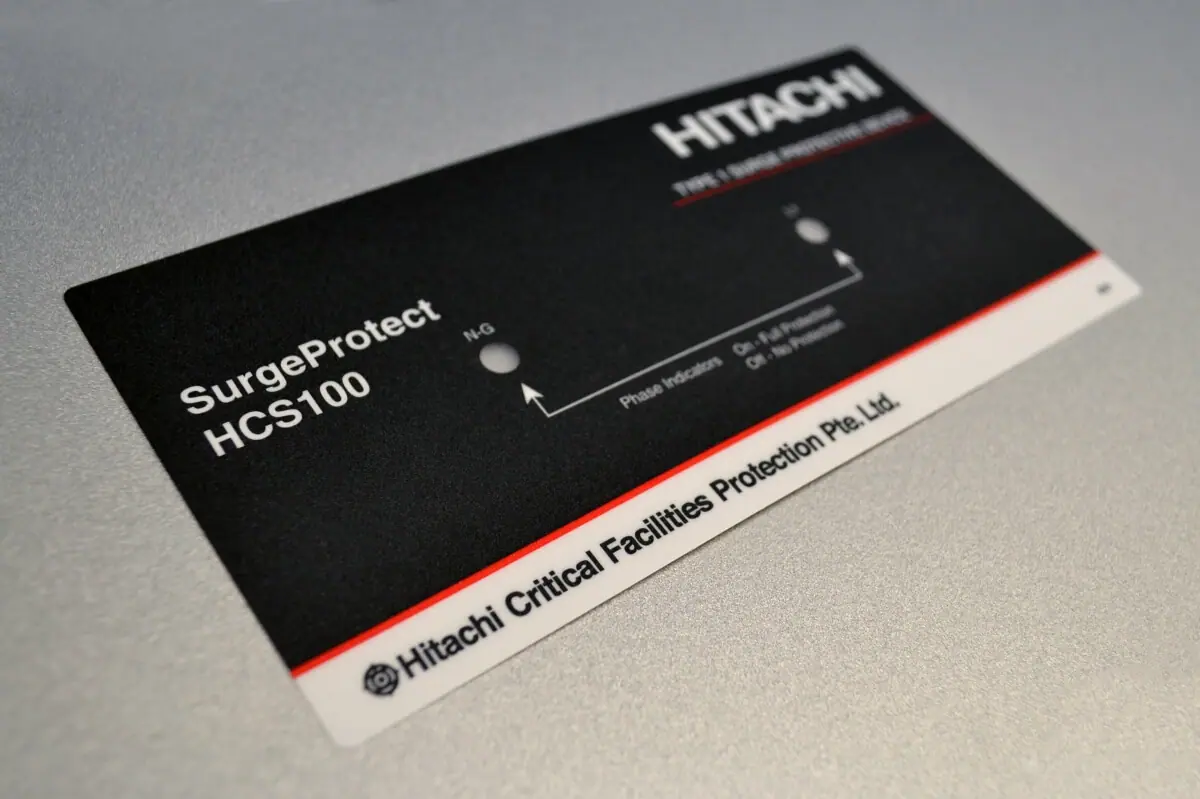 HITACHI
TYPE 1 SURGE PROTECTIVE DEVICE
SurgeProtect
HCS100
N-G
Phase Indicators
On - Full Protection
Off - No Protection
Hitachi Critical Facilities Protection Pte. Ltd.